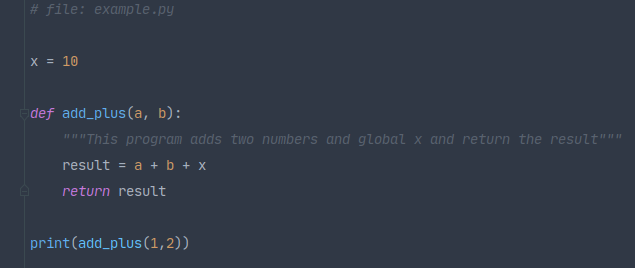 # file: example.py
x = 10
def add_plus(a, b):
    """This program adds two numbers and global x and return the result"""
    result = a + b + x
    return result
print(add_plus(1,2))